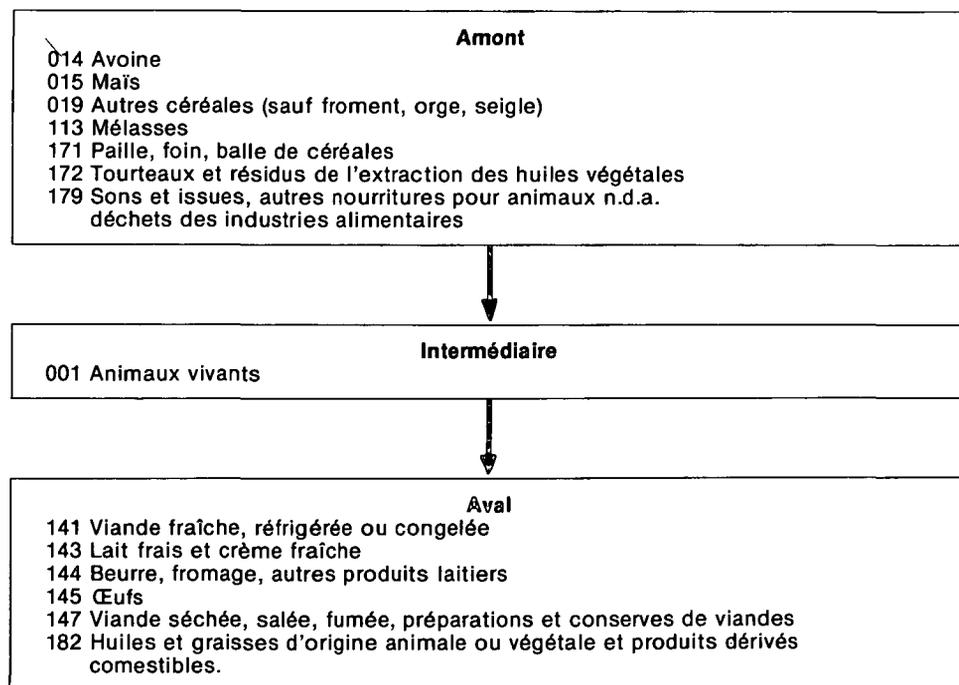 Amont
014 Avoine
015 Maïs
019 Autres céréales (sauf froment, orge, seigle)
113 Mélasses
171 Paille, foin, balle de céréales
172 Tourteaux et résidus de l'extraction des huiles végétales
179 Sons et issues, autres nourritures pour animaux n.d.a.
déchets des industries alimentaires
Intermédiaire
001 Animaux vivants
Aval
141 Viande fraîche, réfrigérée ou congelée
143 Lait frais et crème fraîche
144 Beurre, fromage, autres produits laitiers
145 Œufs
147 Viande séchée, salée, fumée, préparations et conserves de viandes
182 Huiles et graisses d'origine animale ou végétale et produits dérivés
comestibles.